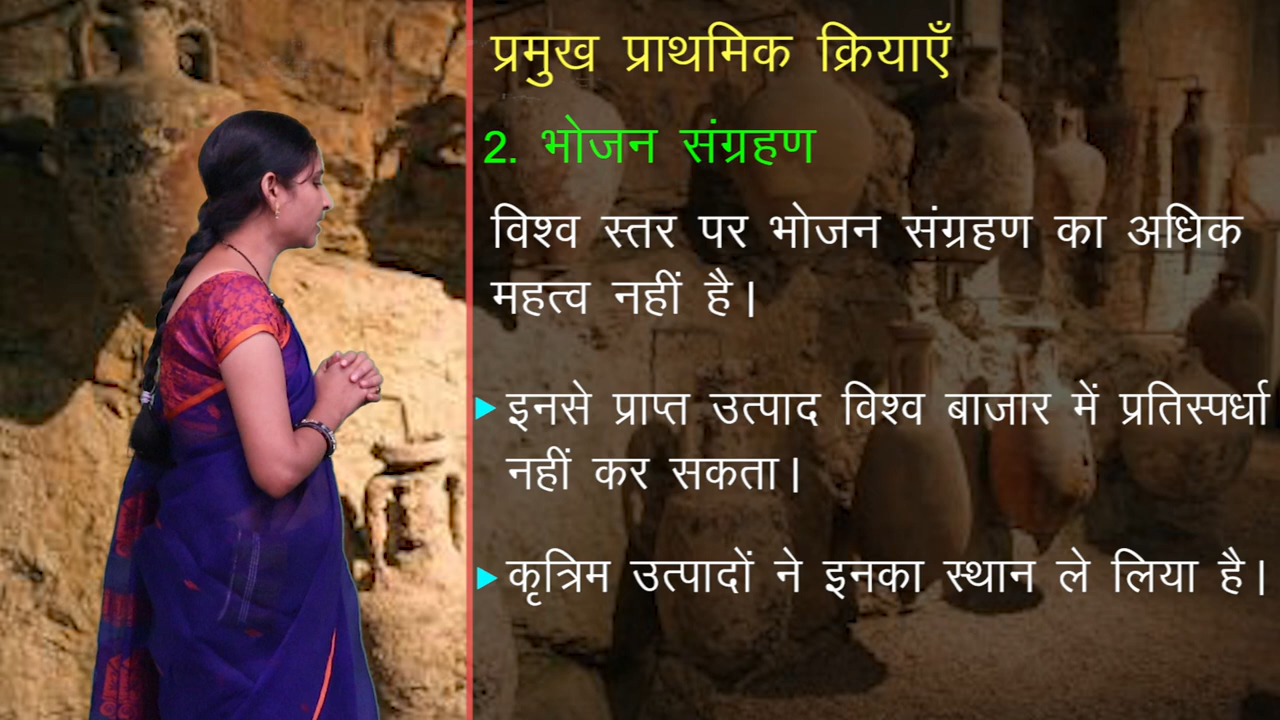 प्रमुख प्राथमिक क्रियाएँ
2. भोजन संग्रहण
विश्व स्तर पर भोजन संग्रहण का अधिक
महत्व नहीं है।
इनसे प्राप्त उत्पाद विश्व बाजार में प्रतिस्पर्धा
नहीं कर सकता।
कृत्रिम उत्पादों ने इनका स्थान ले लिया है।